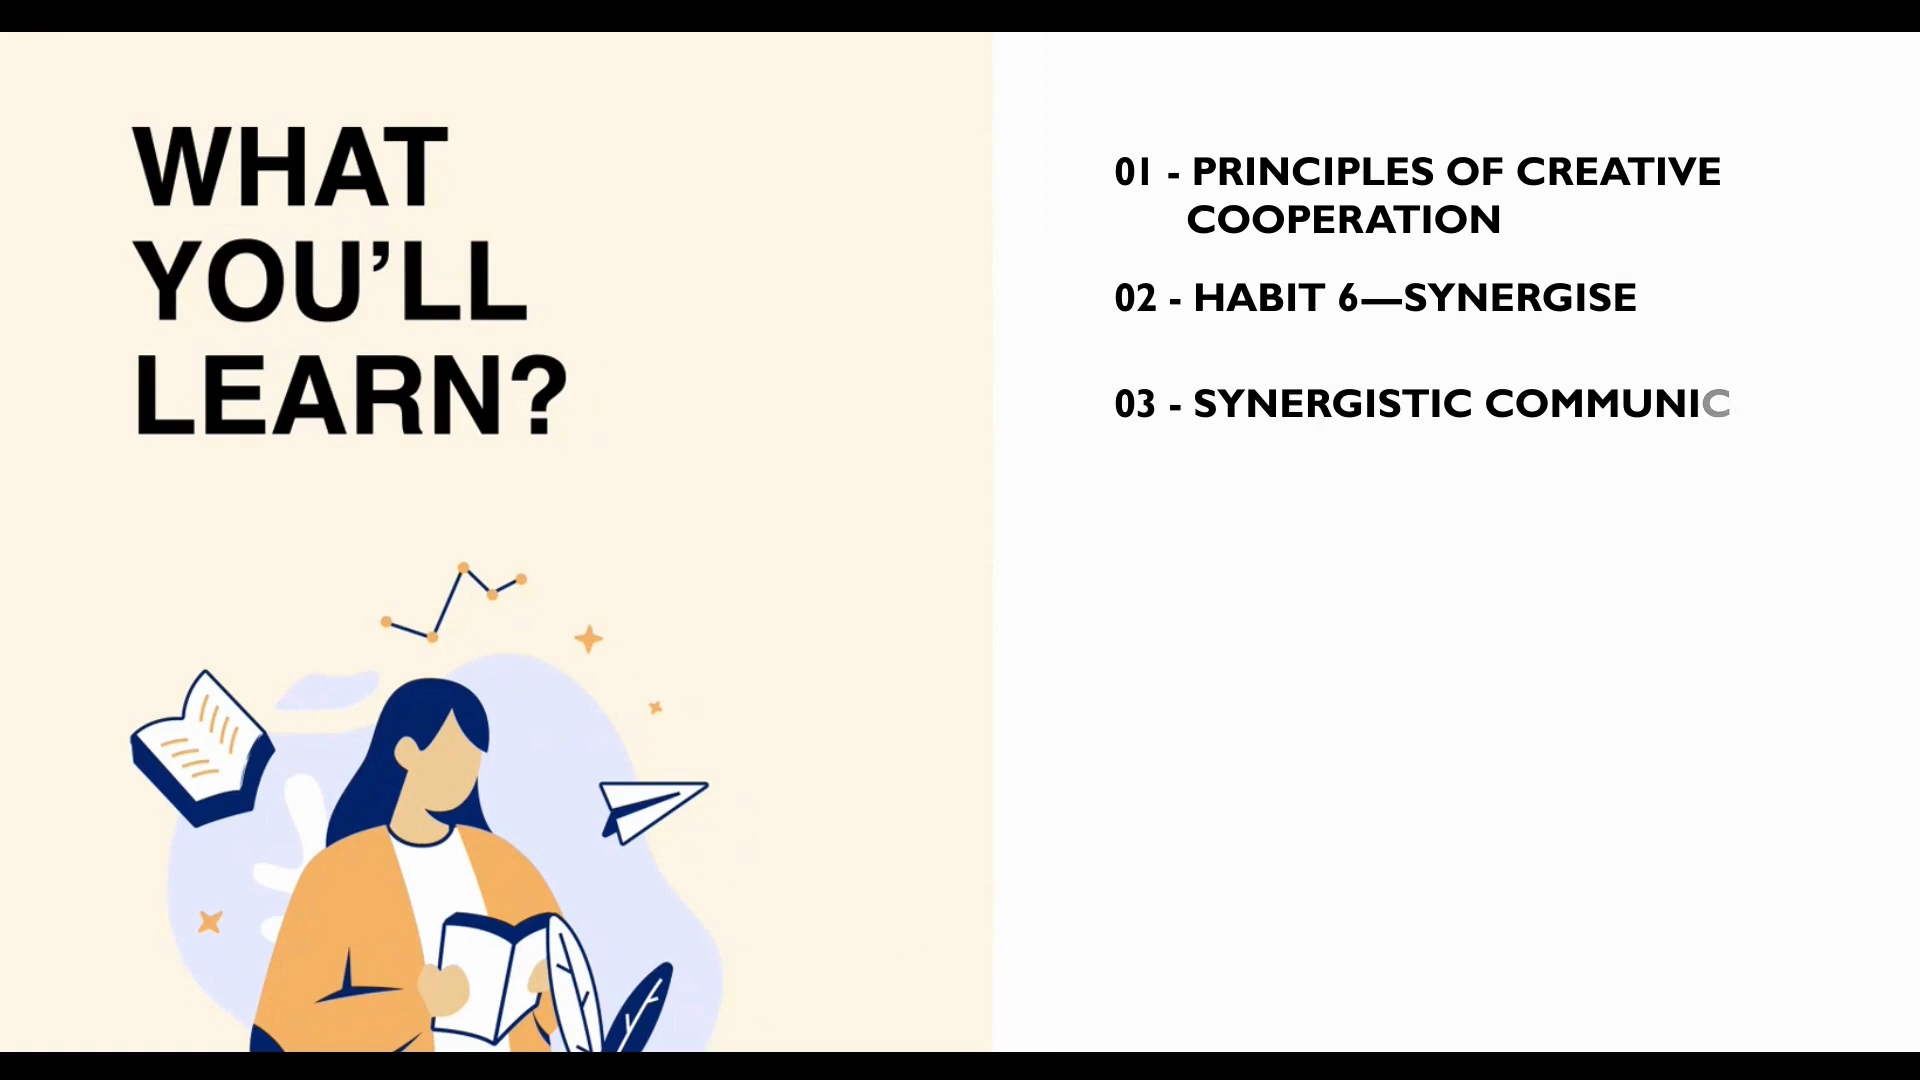 WHAT
YOU’LL
LEARN?
01 - PRINCIPLES OF CREATIVE
COOPERATION
02 - HABIT 6—SYNERGISE
03 - SYNERGISTIC COMMUNIC